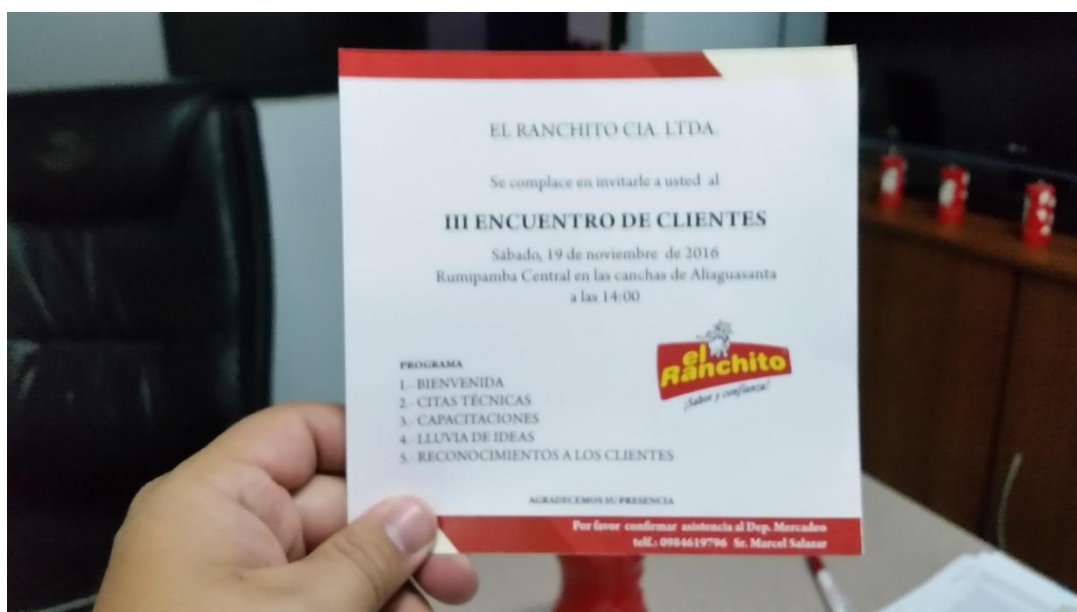 EL RANCHITO CIA. LTDA.
Se complace en invitarle a usted al
III ENCUENTRO DE CLIENTES
Sábado, 19 de noviembre de 2016
Rumipamba Central en las canchas de Aliaguasanta
a las 14:00
el
Ranchito
¡Sabor y confianza!
PROGRAMA
1.- BIENVENIDA
2.- CITAS TÉCNICAS
3.- CAPACITACIONES
4.- LLUVIA DE IDEAS
5.- RECONOCIMIENTOS A LOS CLIENTES
AGRADECEMOS SU PRESENCIA
Por favor confirmar asistencia al Dep. Mercadeo
telf.: 0984619796 Sr. Marcel Salazar